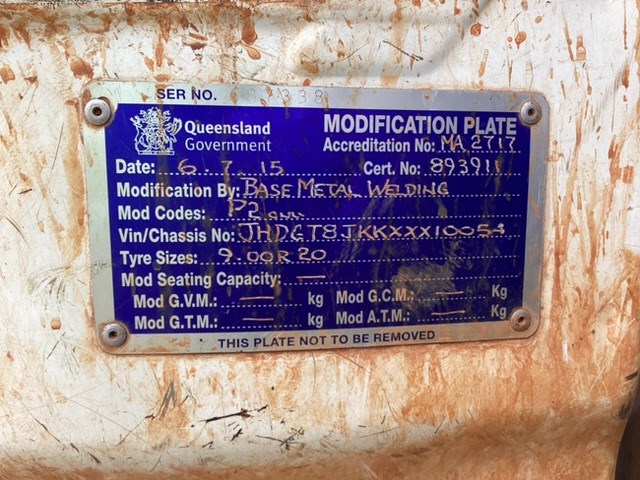 SER NO.
Queensland Government
MODIFICATION PLATE
Accreditation No: MA 2717
Date: 6.7.15 Cert. No: 893911
Modification By: BASE METAL WELDING
Mod Codes: P2
Vin/Chassis No: JHDGT8JKKXXX10054
Tyre Sizes: 9.00R20
Mod Seating Capacity: —
Mod G.V.M.: — kg Mod G.C.M.: — Kg
Mod G.T.M.: — kg Mod A.T.M.: — Kg
THIS PLATE NOT TO BE REMOVED